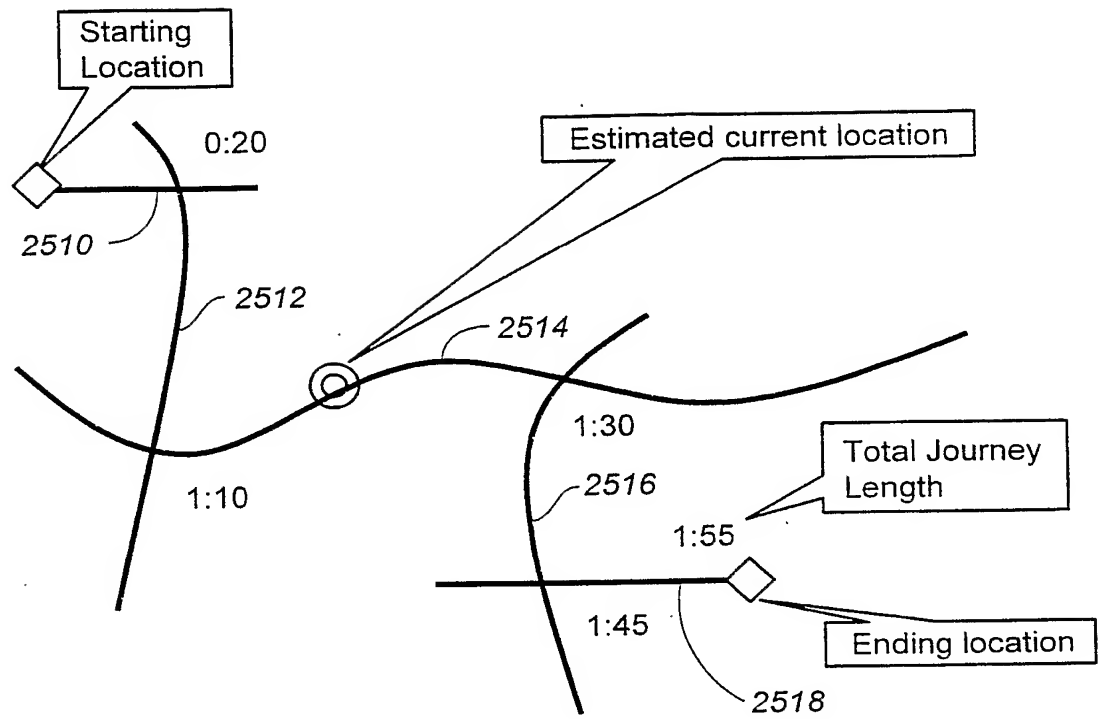 Starting
Location
0:20
Estimated current location
2510
2512
2514
1:30
1:10
2516
Total Journey
Length
1:55
1:45
Ending location
2518